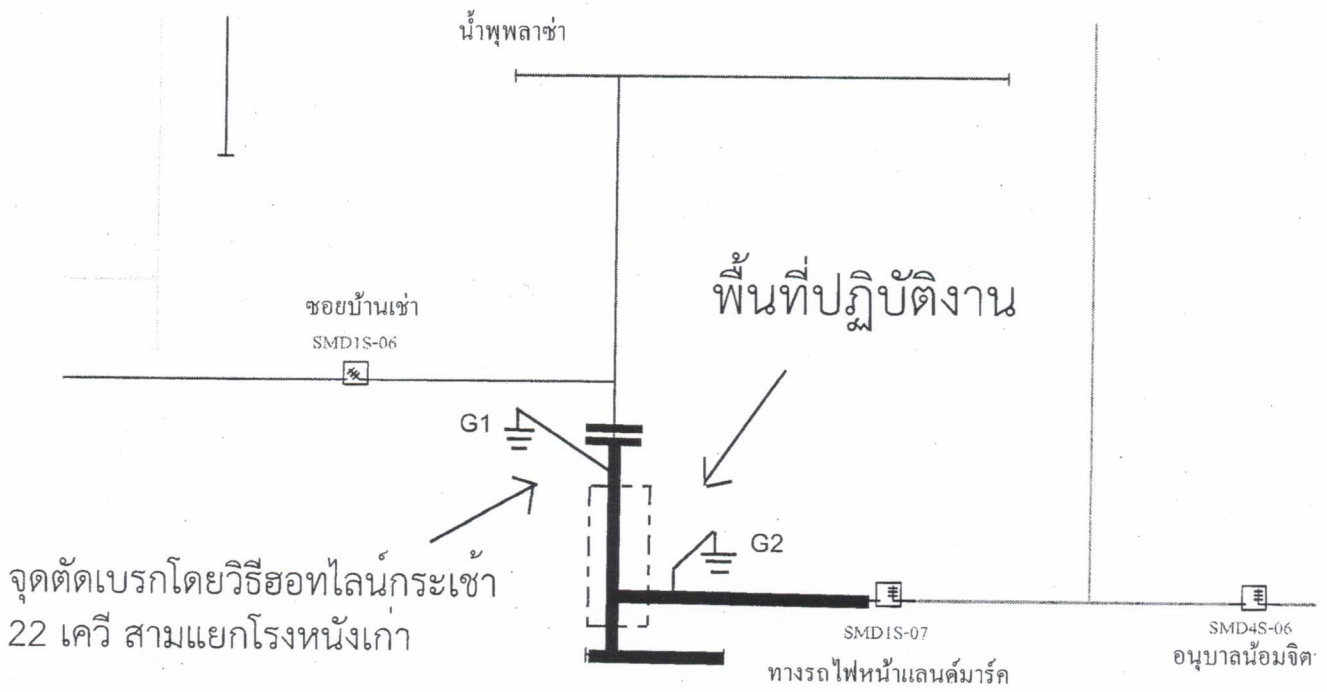 น้ำพุพลาซ่า
พื้นที่ปฏิบัติงาน
ซอยบ้านเช่า
SMD1S-06
G1
G2
จุดตัดเบรกโดยวิธีฮอทไลน์กระเช้า
22 เควี สามแยกโรงหนังเก่า
SMD1S-07
ทางรถไฟหน้าแลนด์มาร์ค
SMD4S-06
อนุบาลน้อมจิต